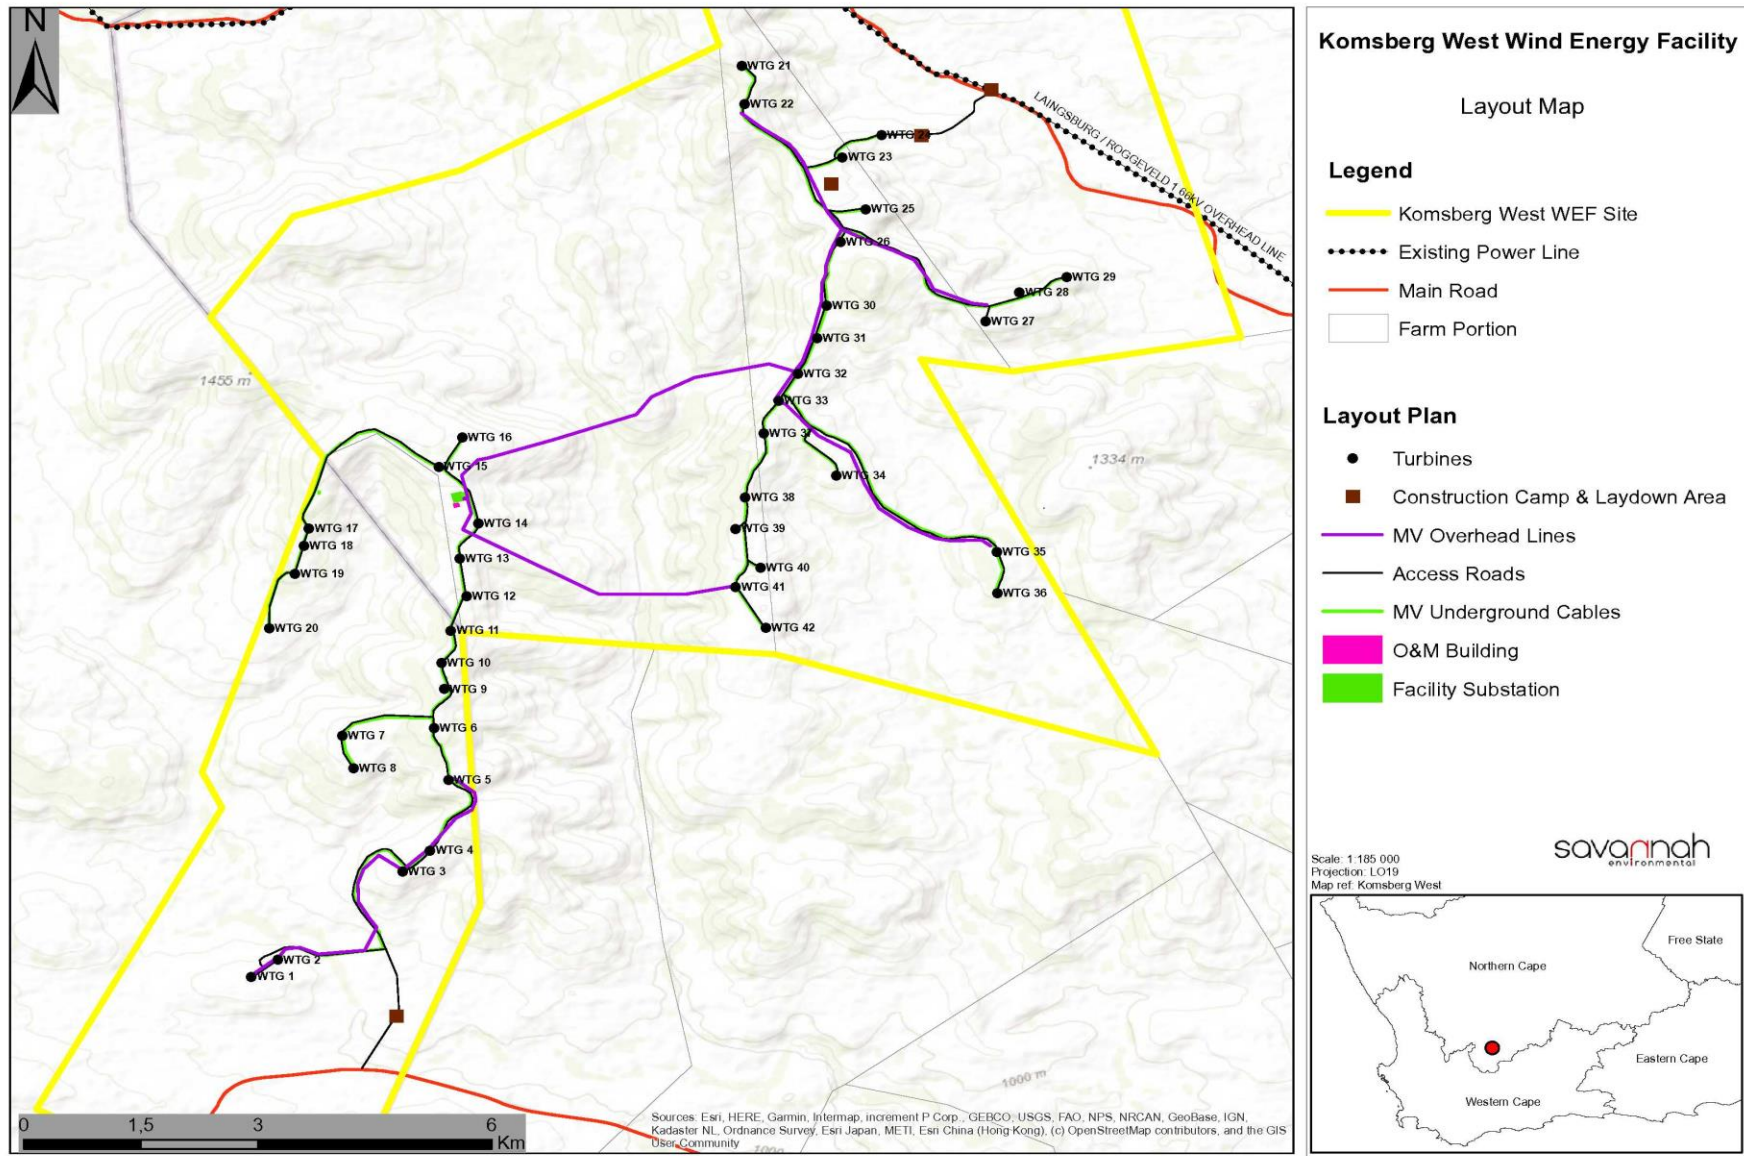 N
WTG 21
WTG 22
WTG 24
WTG 23
WTG 25
WTG 26
LAINGSBURG / ROGGEVELD 1 66kV OVERHEAD LINE
WTG 29
WTG 28
WTG 27
WTG 30
WTG 31
WTG 32
WTG 33
1455 m
WTG 16
WTG 15
WTG 37
WTG 34
1334 m
WTG 38
WTG 14
WTG 17
WTG 39
WTG 18
WTG 13
WTG 35
WTG 19
WTG 40
WTG 41
WTG 12
WTG 36
WTG 20
WTG 11
WTG 42
WTG 10
WTG 9
WTG 6
WTG 7
WTG 8
WTG 5
WTG 4
WTG 3
WTG 2
WTG 1
1000 m
1000
0 1,5 3 6
Km
Sources: Esri, HERE, Garmin, Intermap, increment P Corp., GEBCO, USGS, FAO, NPS, NRCAN, GeoBase, IGN,
Kadaster NL, Ordnance Survey, Esri Japan, METI, Esri China (Hong Kong), (c) OpenStreetMap contributors, and the GIS
User Community
Komsberg West Wind Energy Facility
Layout Map
Legend
Komsberg West WEF Site
Existing Power Line
Main Road
Farm Portion
Layout Plan
Turbines
Construction Camp & Laydown Area
MV Overhead Lines
Access Roads
MV Underground Cables
O&M Building
Facility Substation
savannah
environmental
Scale: 1:185 000
Projection: LO19
Map ref: Komsberg West
Free State
Northern Cape
Eastern Cape
Western Cape